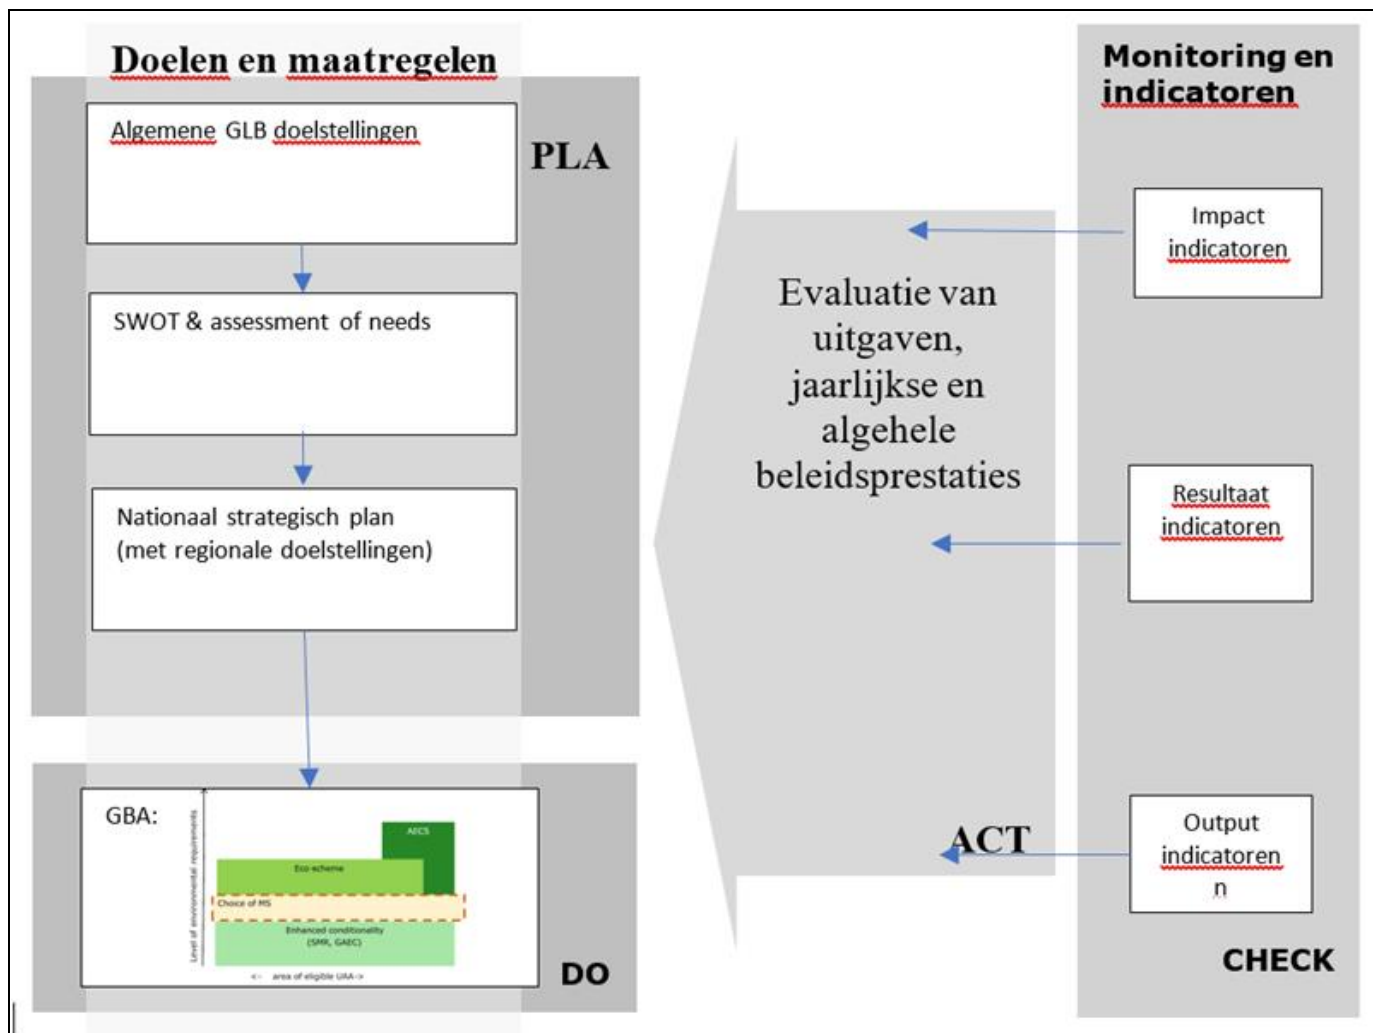 Doelen en maatregelen
Algemene GLB doelstellingen
PLA
SWOT & assessment of needs
Nationaal strategisch plan
(met regionale doelstellingen)
GBA:
Level of environmental requirements
AECS
Eco-scheme
Choice of MS
Enhanced conditionality
(SMR, GAEC)
<- area of eligible UAA->
DO
Evaluatie van
uitgaven,
jaarlijkse en
algehele
beleidsprestaties
ACT
Monitoring en
indicatoren
Impact
indicatoren
Resultaat
indicatoren
Output
indicatoren
n
CHECK